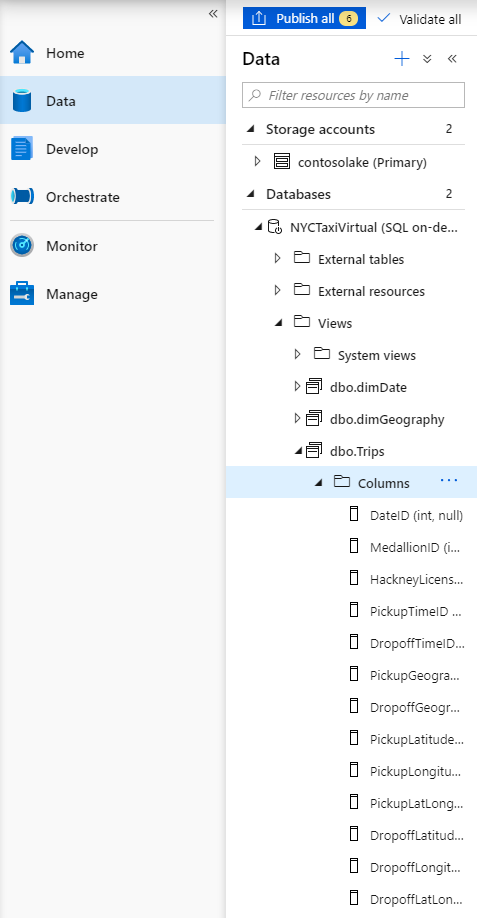 Home
Data
Develop
Orchestrate
Monitor
Manage
Publish all 6 Validate all
Data
Filter resources by name
Storage accounts 2
contosolake (Primary)
Databases 2
NYCTaxiVirtual (SQL on-de...
External tables
External resources
Views
System views
dbo.dimDate
dbo.dimGeography
dbo.Trips
Columns
DateID (int, null)
MedallionID (i...
HackneyLicens...
PickupTimeID ...
DropoffTimeID...
PickupGeogra...
DropoffGeogr...
PickupLatitude...
PickupLongitu...
PickupLatLong...
DropoffLatitud...
DropoffLongit...
DropoffLatLon...